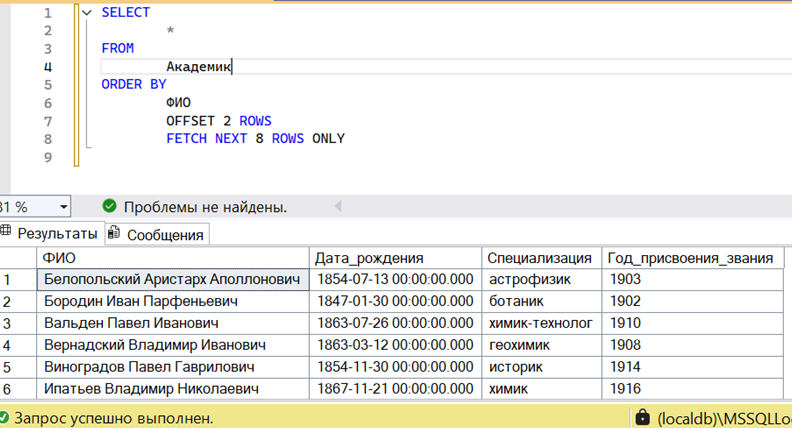 1 SELECT
2 *
3 FROM
4 Академик
5 ORDER BY
6 ФИО
7 OFFSET 2 ROWS
8 FETCH NEXT 8 ROWS ONLY
9
31 % Проблемы не найдены.
Результаты Сообщения
ФИО Дата_рождения Специализация Год_присвоения_звания
1 Белопольский Аристарх Аполлонович 1854-07-13 00:00:00.000 астрофизик 1903
2 Бородин Иван Парфеньевич 1847-01-30 00:00:00.000 ботаник 1902
3 Вальден Павел Иванович 1863-07-26 00:00:00.000 химик-технолог 1910
4 Вернадский Владимир Иванович 1863-03-12 00:00:00.000 геохимик 1908
5 Виноградов Павел Гаврилович 1854-11-30 00:00:00.000 историк 1914
6 Ипатьев Владимир Николаевич 1867-11-21 00:00:00.000 химик 1916
Запрос успешно выполнен. (localdb)\MSSQLLo